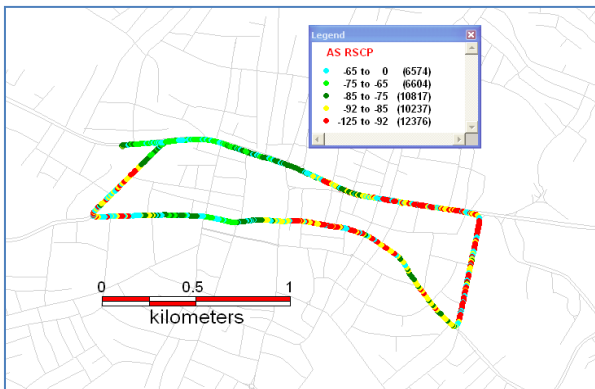 Legend
AS RSCP
-65 to 0 (6574)
-75 to -65 (6604)
-85 to -75 (10817)
-92 to -85 (10237)
-125 to -92 (12376)
0 0.5 1
kilometers